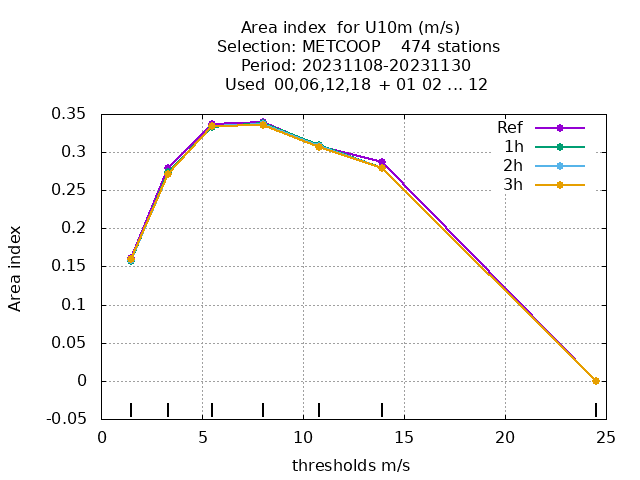 Area index  for U10m (m/s)
Selection: METCOOP    474 stations
Period: 20231108-20231130
Used  00,06,12,18  + 01 02 ... 12
Ref
1h
2h
3h
0.35
0.3
0.25
0.2
0.15
0.1
0.05
0
-0.05
Area index
0 5 10 15 20 25
thresholds m/s